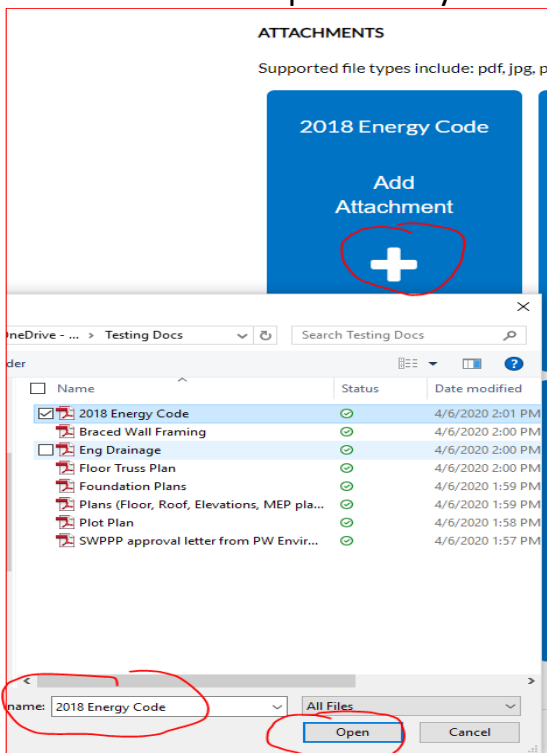 ATTACHMENTS
Supported file types include: pdf, jpg, p
2018 Energy Code
Add
Attachment
OneDrive - ... > Testing Docs Search Testing Docs
der
Name Status Date modified
2018 Energy Code 4/6/2020 2:01 PM
Braced Wall Framing 4/6/2020 2:00 PM
Eng Drainage 4/6/2020 2:00 PM
Floor Truss Plan 4/6/2020 2:00 PM
Foundation Plans 4/6/2020 1:59 PM
Plans (Floor, Roof, Elevations, MEP pla... 4/6/2020 1:59 PM
Plot Plan 4/6/2020 1:58 PM
SWPPP approval letter from PW Envir... 4/6/2020 1:57 PM
name: 2018 Energy Code All Files
Open Cancel